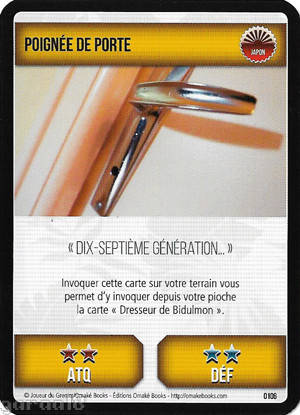 POIGNÉE DE PORTE
JAPON
« DIX-SEPTIÈME GÉNÉRATION... »
Invoquer cette carte sur votre terrain vous
permet d'y invoquer depuis votre pioche
la carte « Dresseur de Bidulmon ».
ATQ
DÉF
© Joueur du Grenier/Omaké Books - Éditions Omaké Books - http://omakebooks.com/
0106